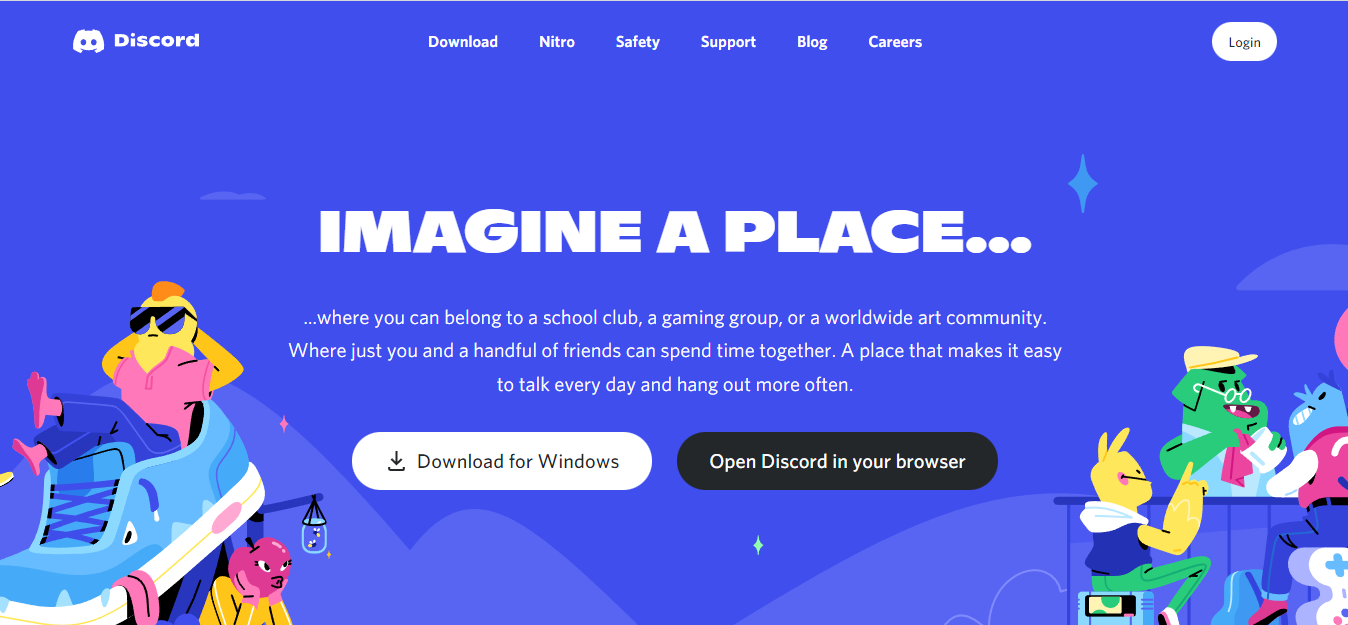 Discord Download Nitro Safety Support Blog Careers Login
IMAGINE A PLACE...
...where you can belong to a school club, a gaming group, or a worldwide art community.
Where just you and a handful of friends can spend time together. A place that makes it easy
to talk every day and hang out more often.
Download for Windows Open Discord in your browser